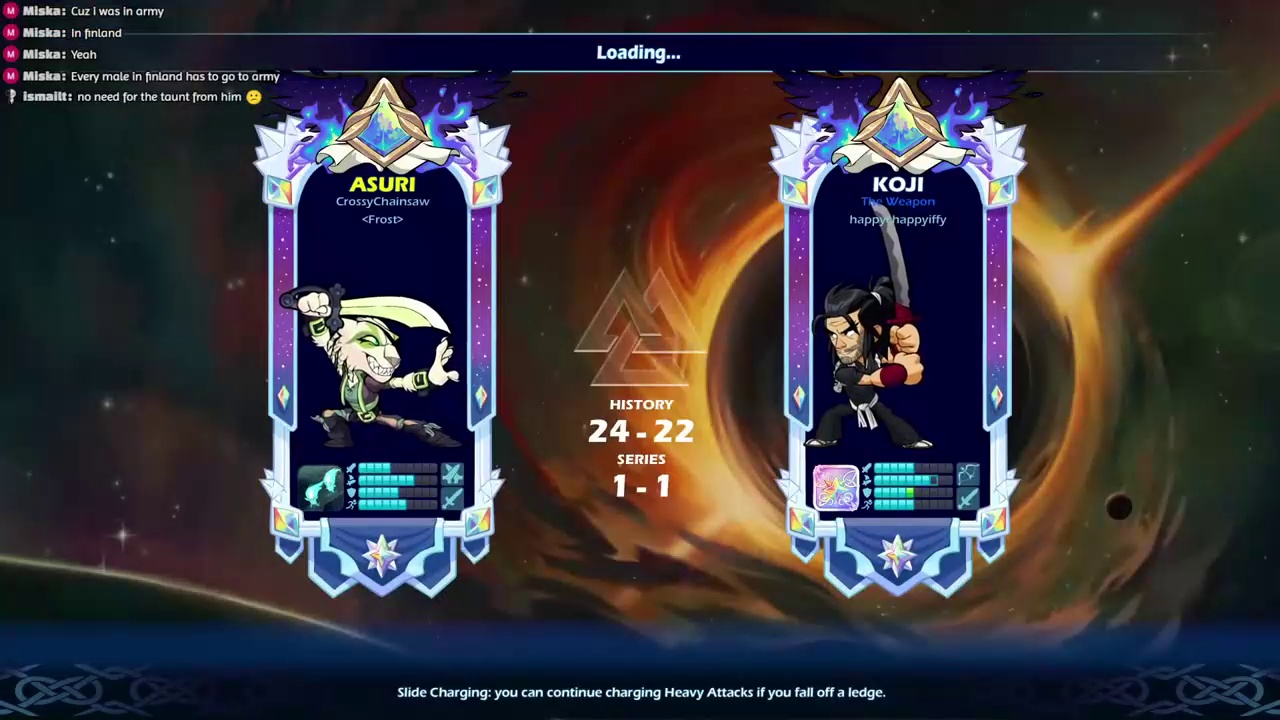 M Miska: Cuz i was in army
M Miska: In finland
M Miska: Yeah
M Miska: Every male in finland has to go to army
ismailt: no need for the taunt from him 😕
Loading...
ASURI
CrossyChainsaw
<Frost>
KOJI
The Weapon
happychappyiffy
HISTORY
24 - 22
SERIES
1 - 1
Slide Charging: you can continue charging Heavy Attacks if you fall off a ledge.